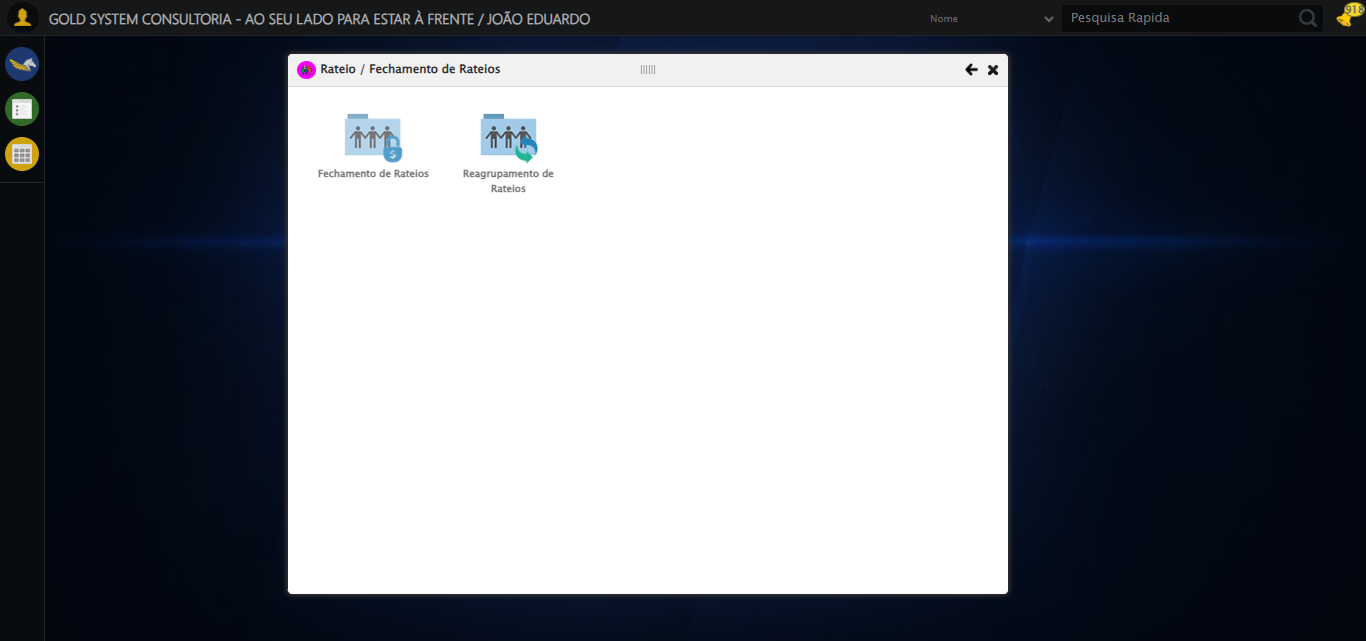 GOLD SYSTEM CONSULTORIA - AO SEU LADO PARA ESTAR À FRENTE / JOÃO EDUARDO
Nome
Pesquisa Rapida
918
Rateio / Fechamento de Rateios
$
Fechamento de Rateios
Reagrupamento de
Rateios